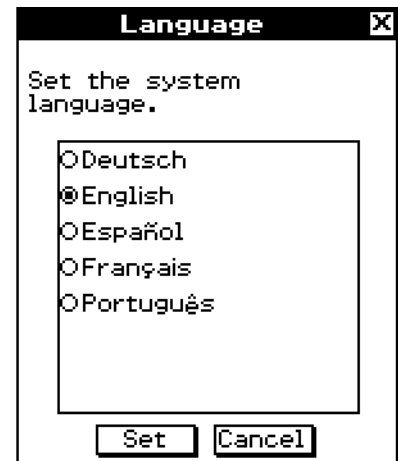 Language
Set the system
language.
Deutsch
English
Español
Français
Português
Set Cancel